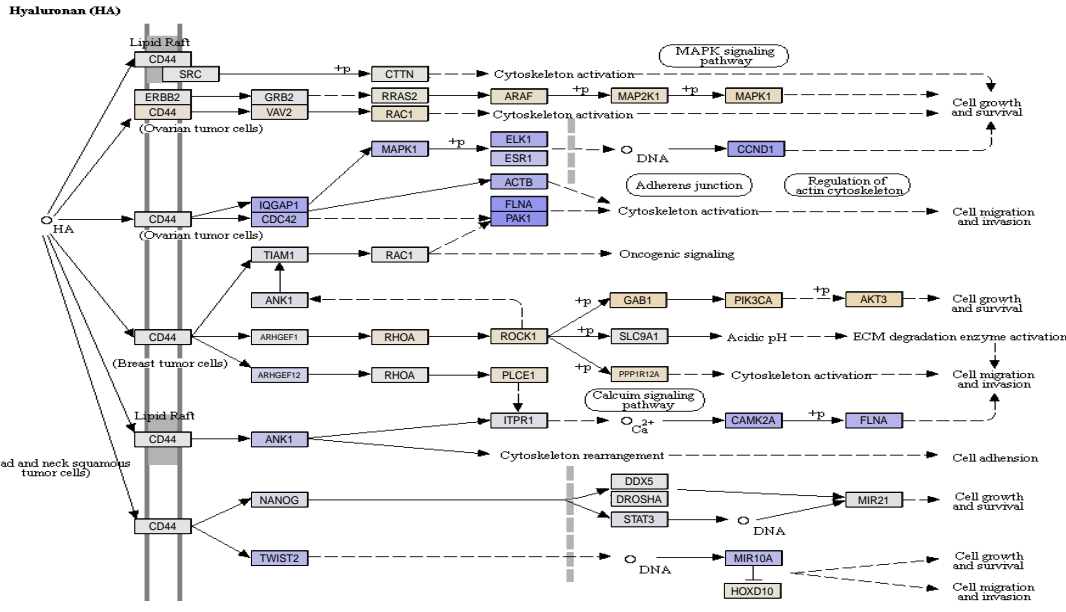 Hyaluronan (HA)
Lipid Raft
CD44
SRC
+p
CTTN
Cytoskeleton activation
MAPK signaling
pathway
ERBB2
GRB2
RRAS2
ARAF
+p
MAP2K1
+p
MAPK1
Cell growth
and survival
CD44
VAV2
RAC1
Cytoskeleton activation
(Ovarian tumor cells)
MAPK1
+p
ELK1
ESR1
DNA
CCND1
ACTB
Adherens junction
Regulation of
actin cytoskeleton
HA
CD44
IQGAP1
CDC42
FLNA
PAK1
Cytoskeleton activation
Cell migration
and invasion
(Ovarian tumor cells)
TIAM1
RAC1
Oncogenic signaling
ANK1
+p
GAB1
PIK3CA
+p
AKT3
Cell growth
and survival
CD44
ARHGEF1
RHOA
ROCK1
+p
SLC9A1
Acidic pH
ECM degradation enzyme activation
(Breast tumor cells)
ARHGEF12
RHOA
PLCE1
+p
PPP1R12A
Cytoskeleton activation
Cell migration
and invasion
Lipid Raft
ITPR1
Calcuim signaling
pathway
Ca2+
CAMK2A
+p
FLNA
CD44
ANK1
Cytoskeleton rearrangement
Cell adhension
ad and neck squamous
tumor cells)
NANOG
DDX5
DROSHA
STAT3
DNA
MIR21
Cell growth
and survival
CD44
TWIST2
DNA
MIR10A
HOXD10
Cell growth
and survival
Cell migration
and invasion